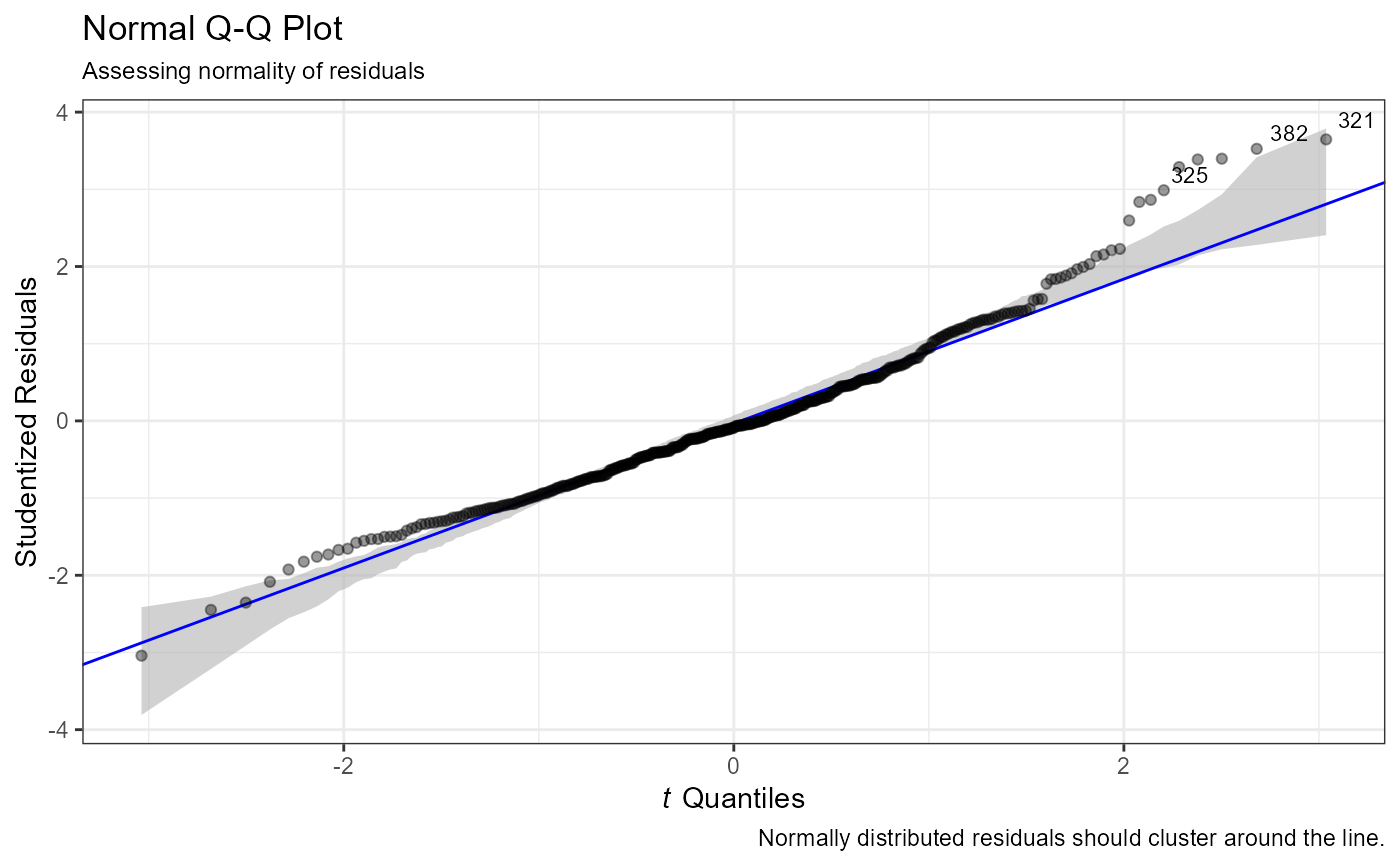 Normal Q-Q Plot
Assessing normality of residuals
4
2
0
-2
-4
Studentized Residuals
321
382
325
-2
0
2
t Quantiles
Normally distributed residuals should cluster around the line.